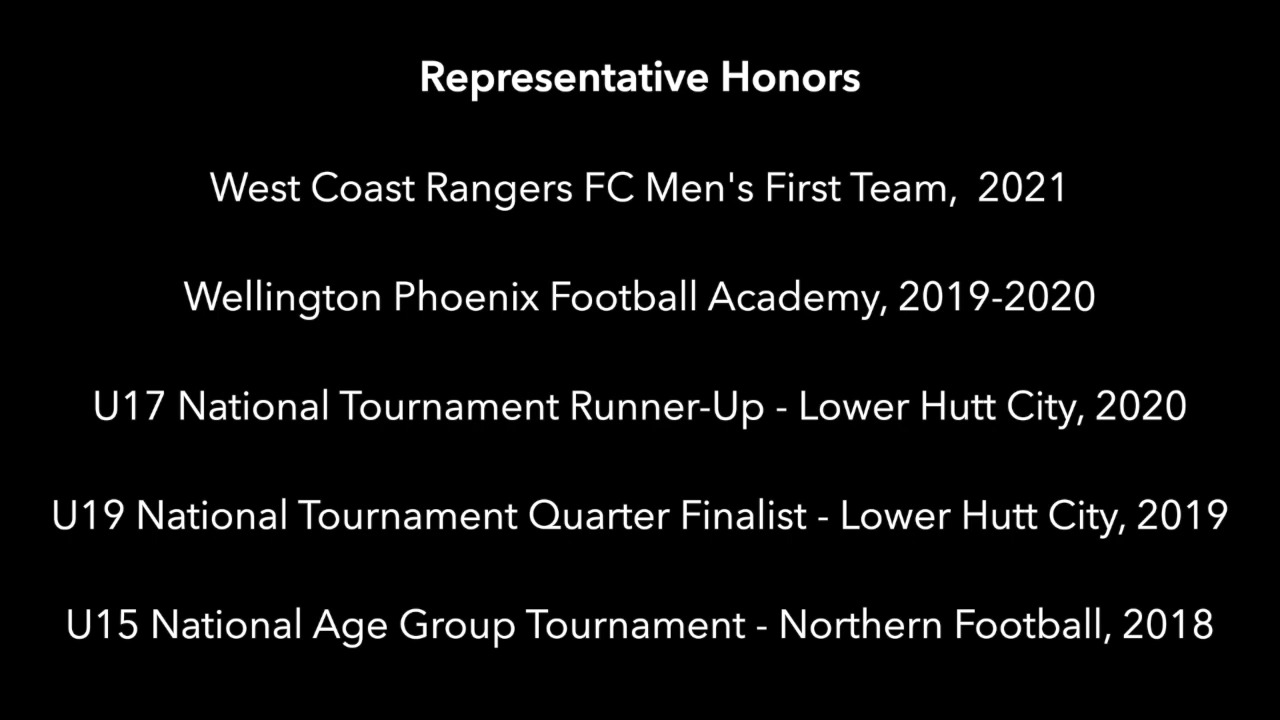 Representative Honors
West Coast Rangers FC Men's First Team,  2021
Wellington Phoenix Football Academy, 2019-2020
U17 National Tournament Runner-Up - Lower Hutt City, 2020
U19 National Tournament Quarter Finalist - Lower Hutt City, 2019
U15 National Age Group Tournament - Northern Football, 2018